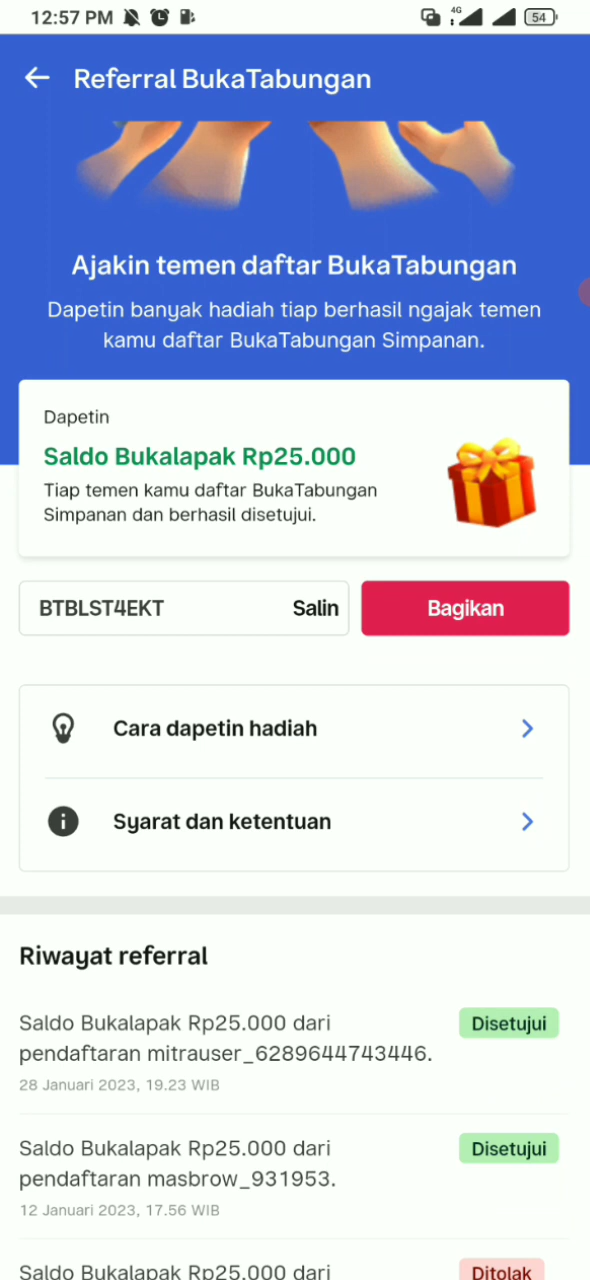 12:57 PM
4G
54
Referral BukaTabungan
Ajakin temen daftar BukaTabungan
Dapetin banyak hadiah tiap berhasil ngajak temen
kamu daftar BukaTabungan Simpanan.
Dapetin
Saldo Bukalapak Rp25.000
Tiap temen kamu daftar BukaTabungan
Simpanan dan berhasil disetujui.
BTBLST4EKT
Salin
Bagikan
Cara dapetin hadiah
Syarat dan ketentuan
Riwayat referral
Saldo Bukalapak Rp25.000 dari
Disetujui
pendaftaran mitrauser_6289644743446.
28 Januari 2023, 19.23 WIB
Saldo Bukalapak Rp25.000 dari
Disetujui
pendaftaran masbrow_931953.
12 Januari 2023, 17.56 WIB
Saldo Bukalapak Rp25.000 dari
Ditolak